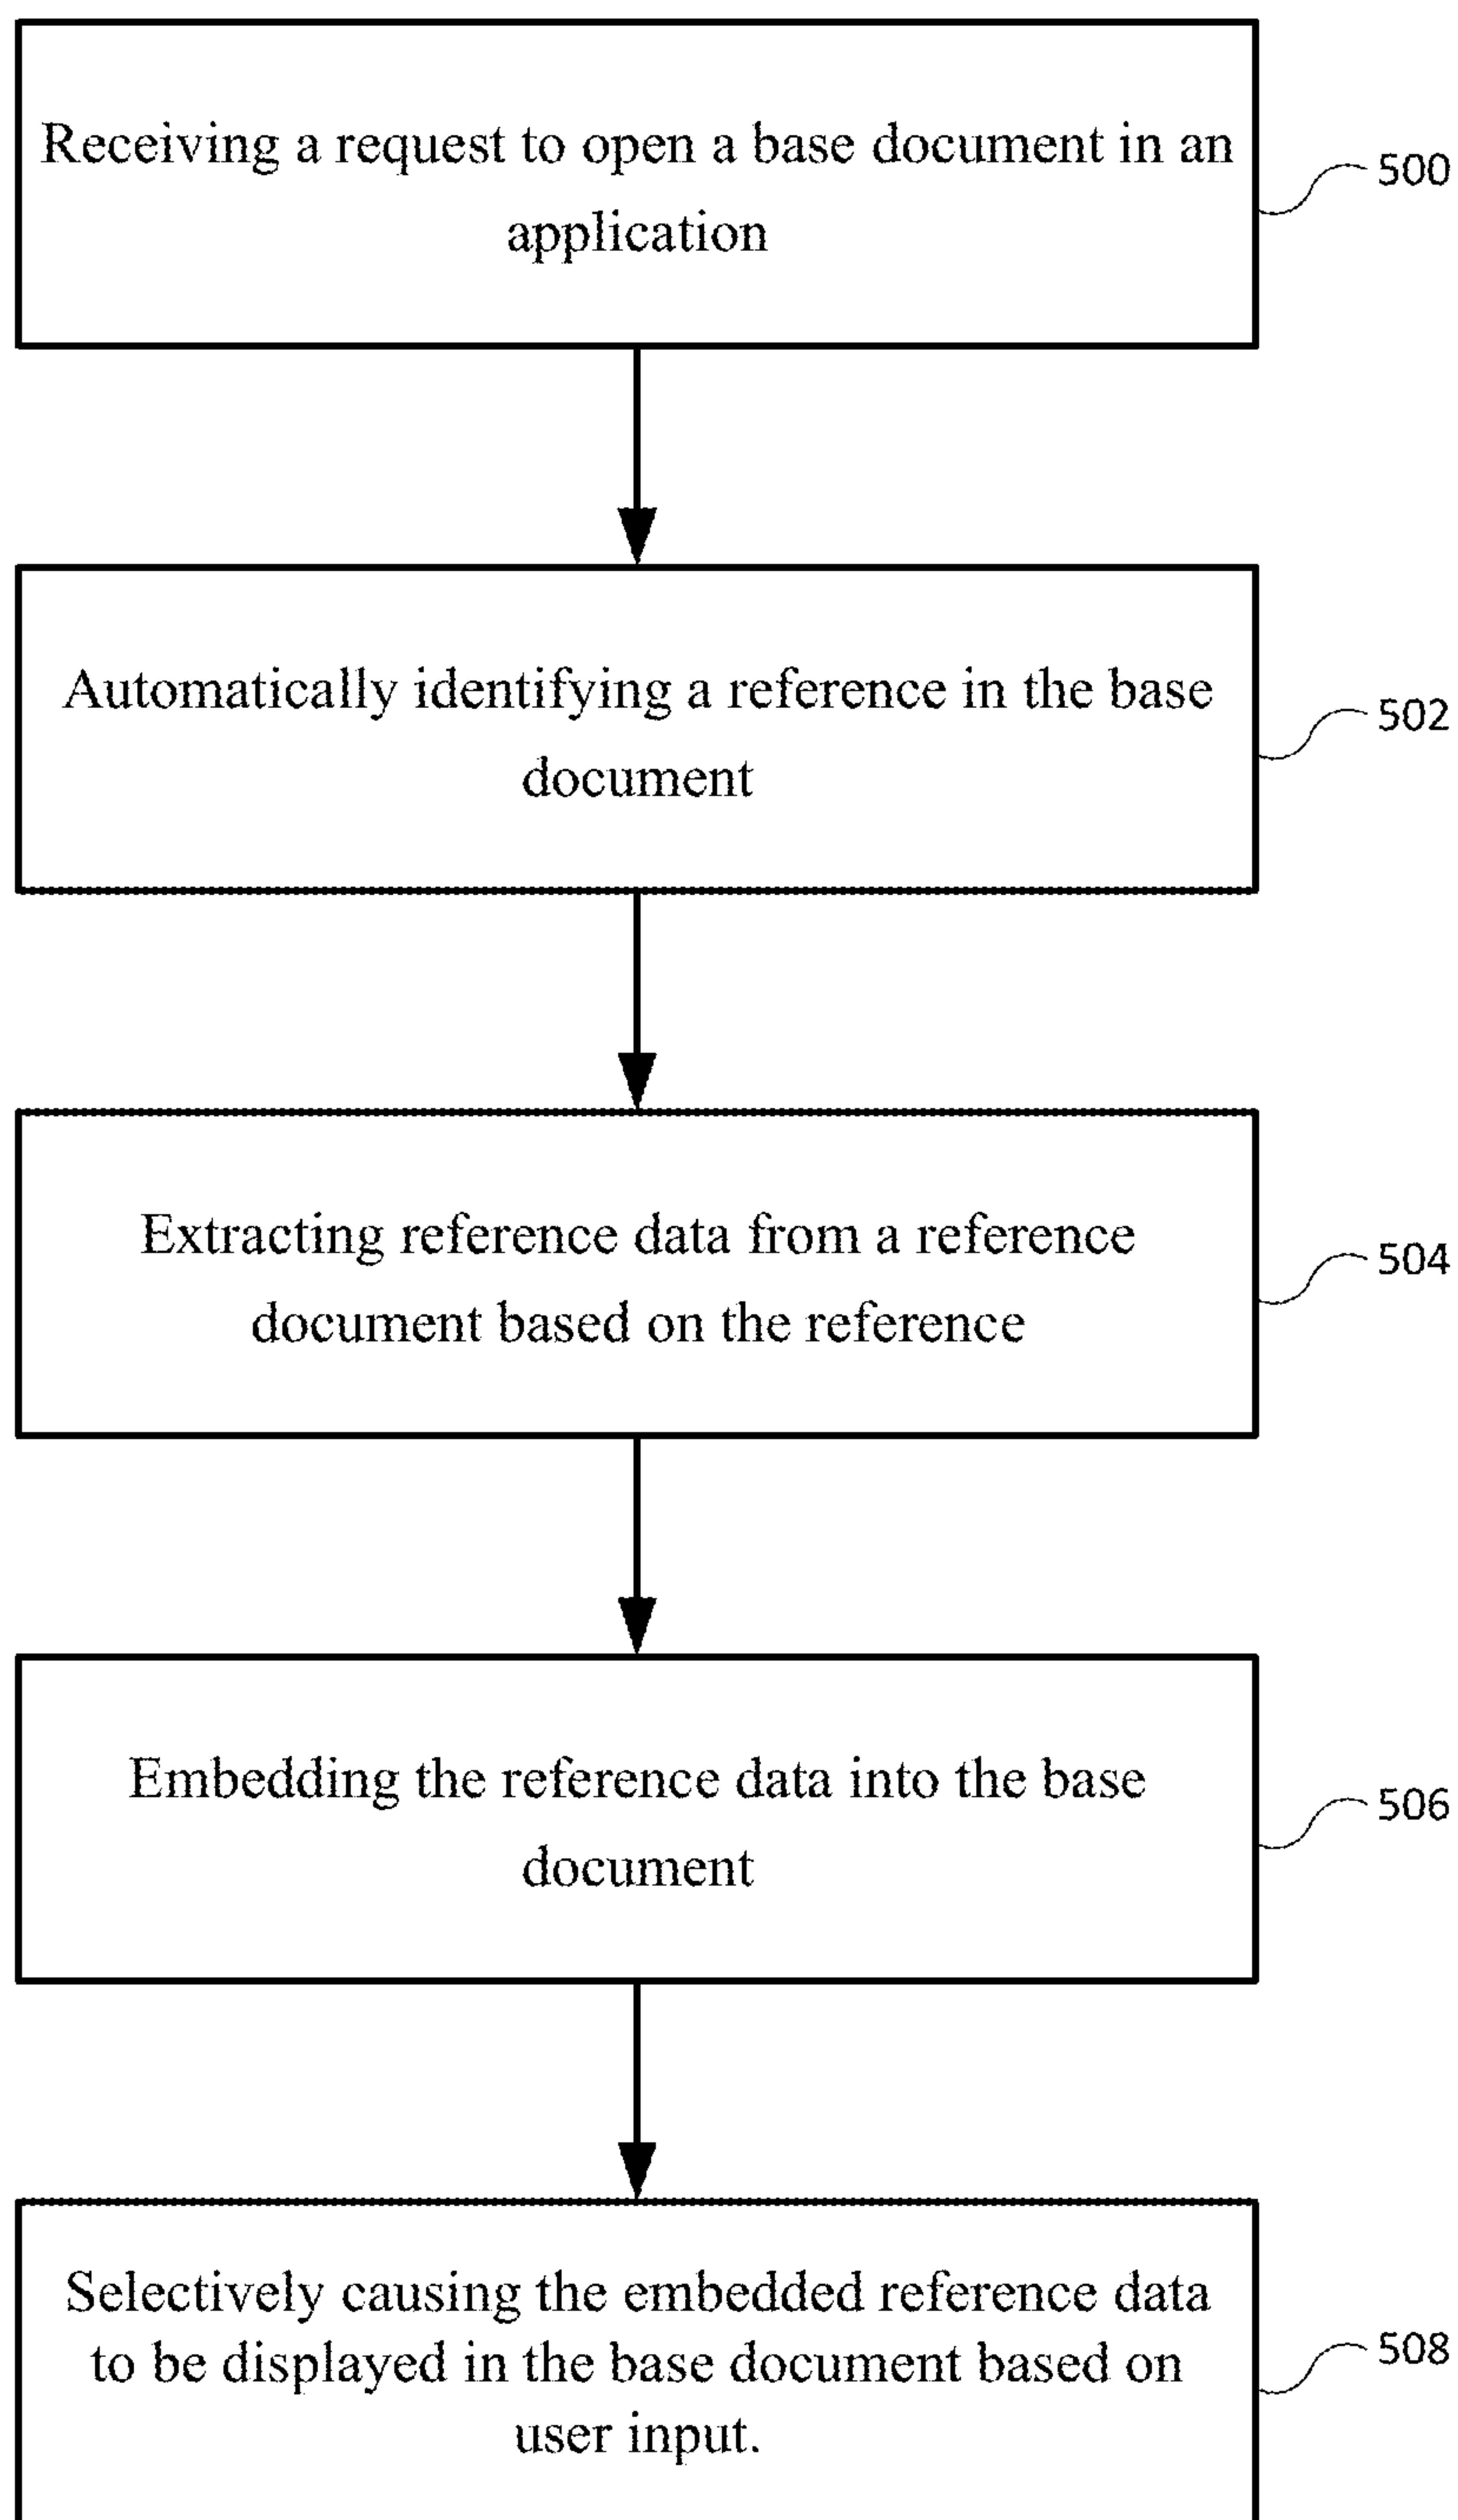 Receiving a request to open a base document in an
application
500
Automatically identifying a reference in the base
document
502
Extracting reference data from a reference
document based on the reference
504
Embedding the reference data into the base
document
506
Selectively causing the embedded reference data
to be displayed in the base document based on
user input.
508